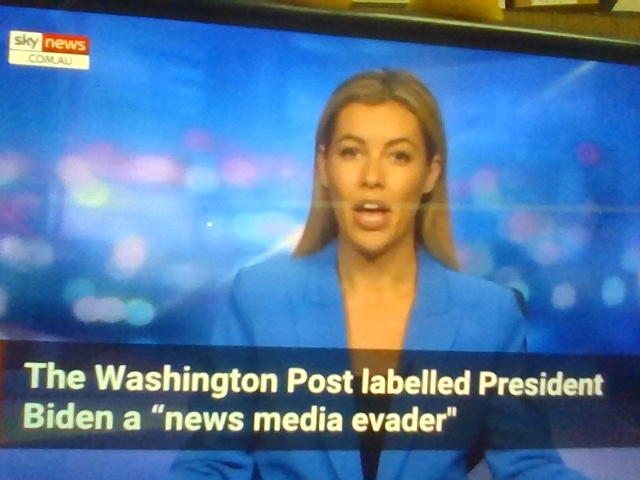 sky news
.COM.AU
The Washington Post labelled President
Biden a “news media evader"